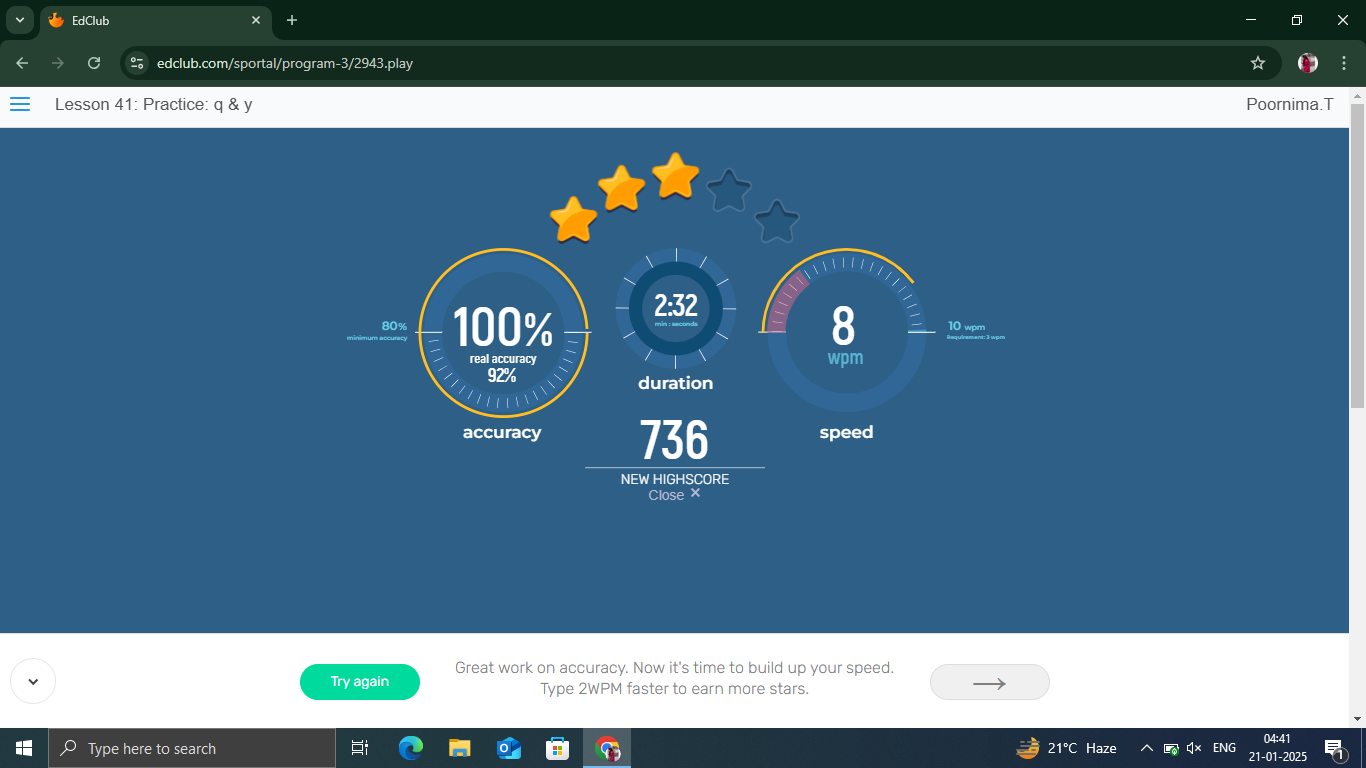 EdClub
edclub.com/sportal/program-3/2943.play
Lesson 41: Practice: q & y
Poornima.T
80%
minimum accuracy
100%
real accuracy
92%
accuracy
2:32
min : seconds
duration
8
wpm
speed
10 wpm
Requirement: 3 wpm
736
NEW HIGHSCORE
Close ×
Try again
Great work on accuracy. Now it's time to build up your speed.
Type 2WPM faster to earn more stars.
Type here to search
21°C Haze
ENG
04:41
21-01-2025
1